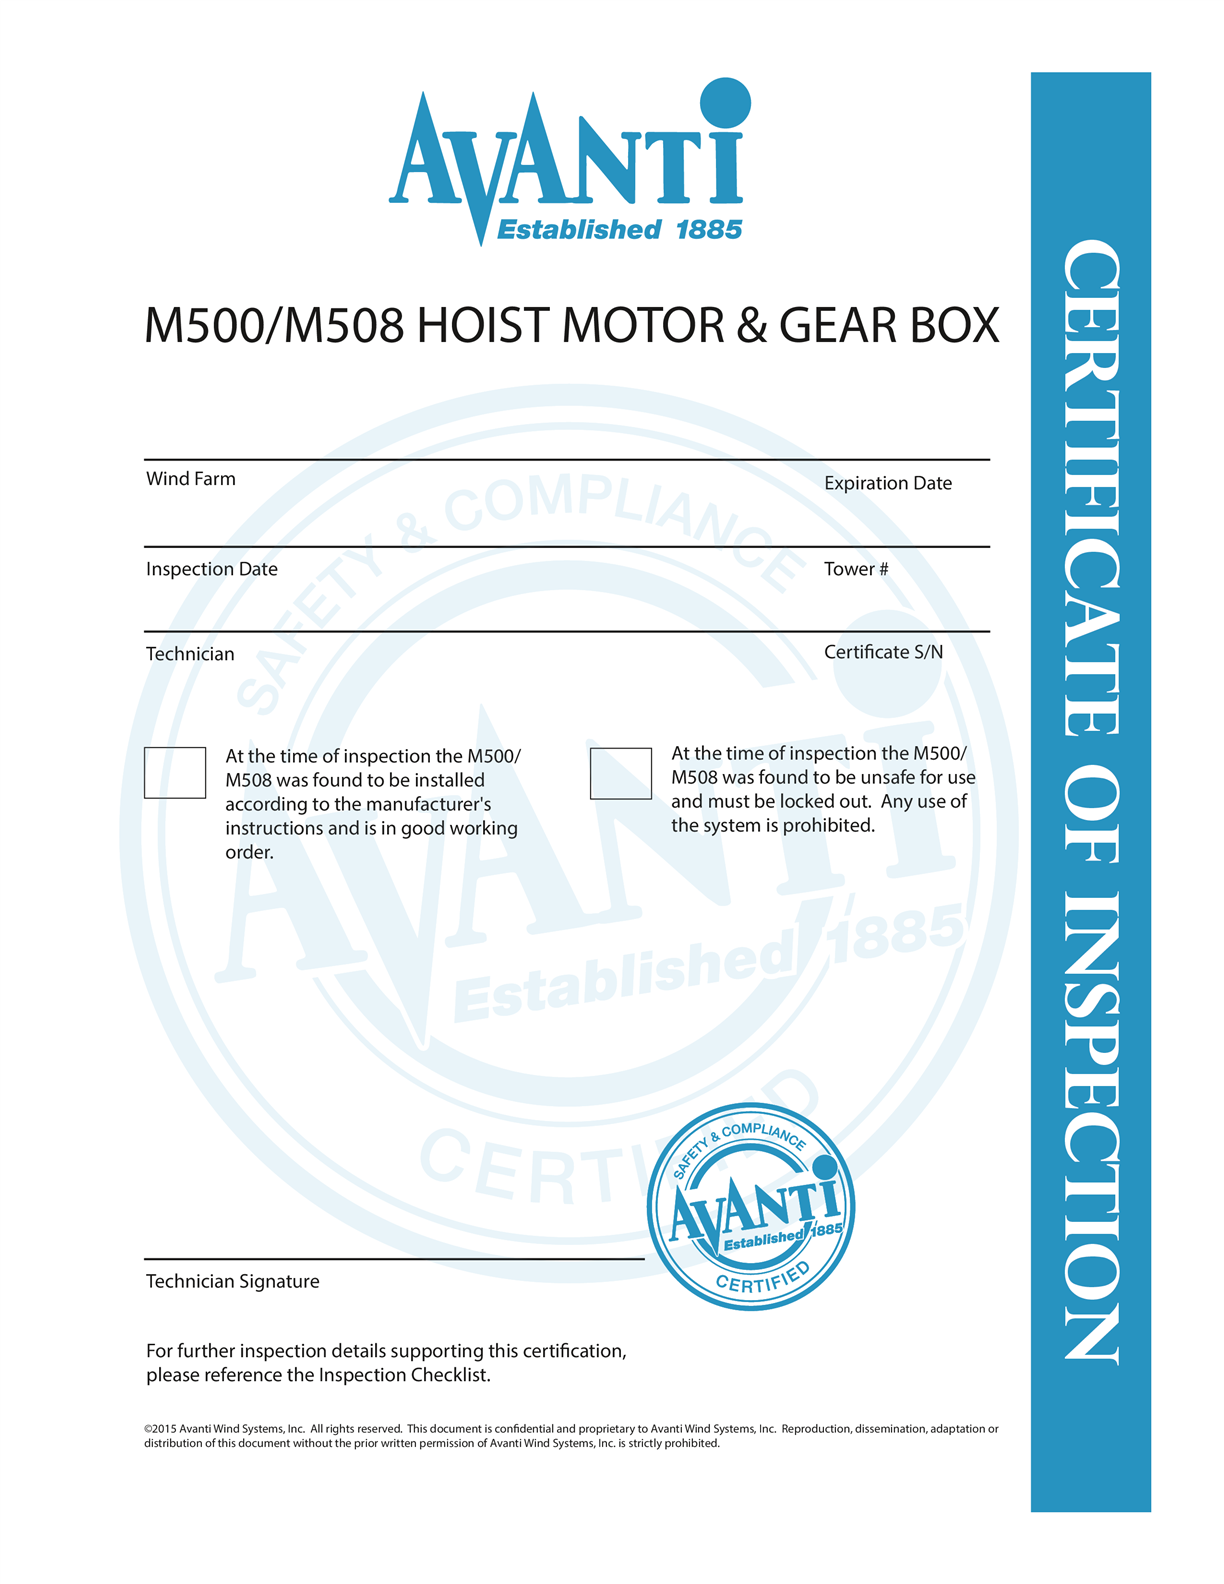 AVANTI
Established 1885
M500/M508 HOIST MOTOR & GEAR BOX
CERTIFICATE OF INSPECTION
Wind Farm
Expiration Date
Inspection Date
Tower #
Technician
Certificate S/N
At the time of inspection the M500/
M508 was found to be installed
according to the manufacturer's
instructions and is in good working
order.
At the time of inspection the M500/
M508 was found to be unsafe for use
and must be locked out.  Any use of
the system is prohibited.
SAFETY & COMPLIANCE
AVANTI
Established 1885
CERTIFIED
SAFETY & COMPLIANCE
AVANTI
Established 1885
CERTIFIED
Technician Signature
For further inspection details supporting this certification,
please reference the Inspection Checklist.
©2015 Avanti Wind Systems, Inc.  All rights reserved.  This document is confidential and proprietary to Avanti Wind Systems, Inc.  Reproduction, dissemination, adaptation or
distribution of this document without the prior written permission of Avanti Wind Systems, Inc. is strictly prohibited.